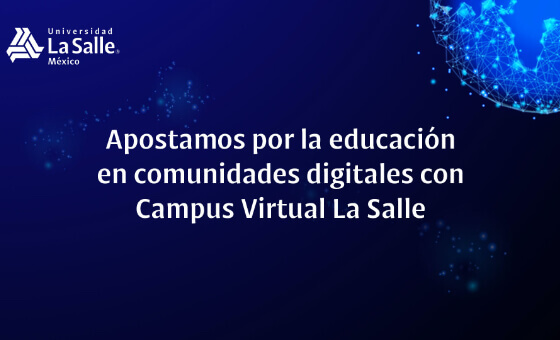 Universidad
La Salle®
México
Apostamos por la educación
en comunidades digitales con
Campus Virtual La Salle